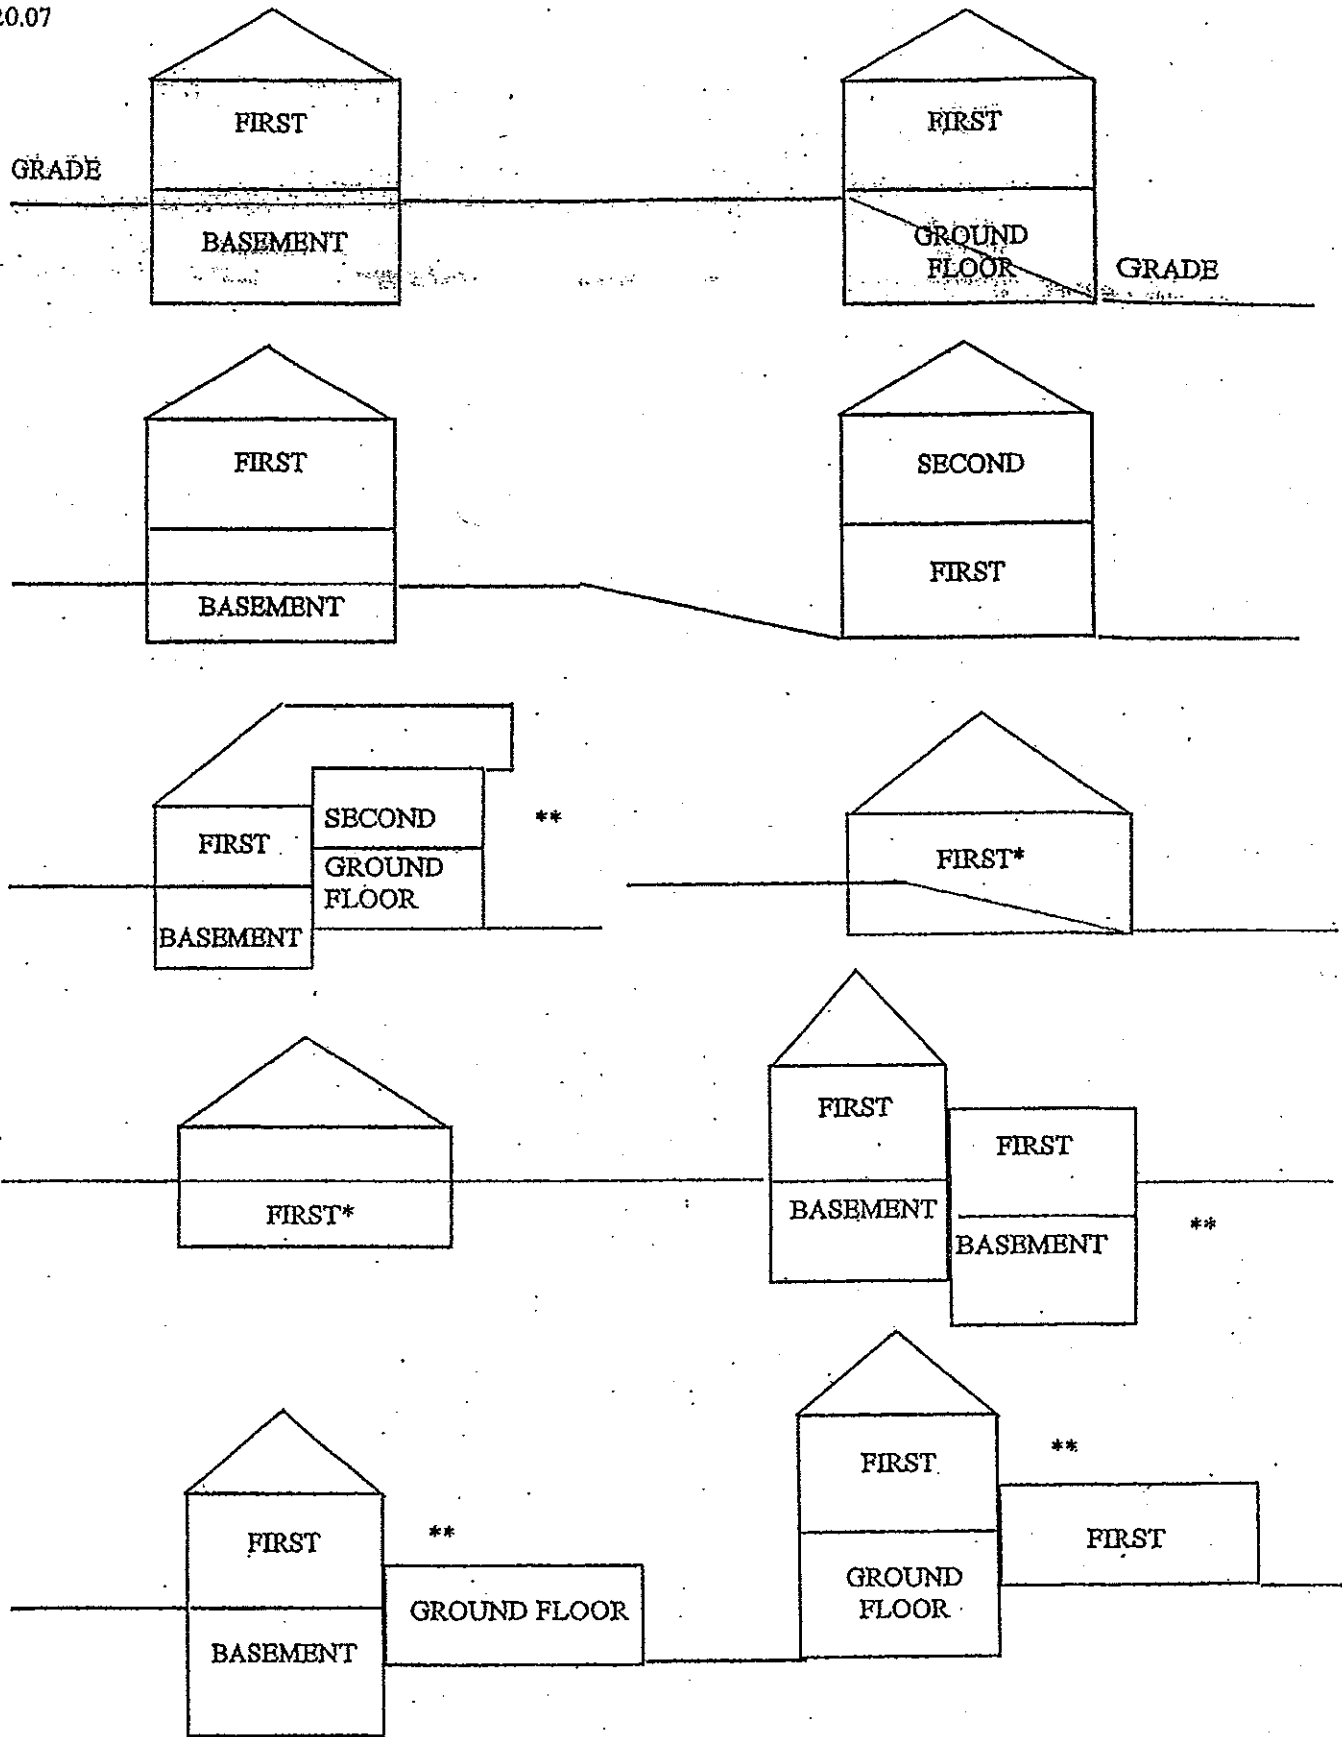 20.07
FIRST
FIRST
GRADE
BASEMENT
GROUND
FLOOR
GRADE
FIRST
SECOND
BASEMENT
FIRST
SECOND
**
FIRST
GROUND
FLOOR
BASEMENT
FIRST*
FIRST*
FIRST
FIRST
BASEMENT
BASEMENT
**
FIRST
**
GROUND FLOOR
BASEMENT
FIRST
**
FIRST
GROUND
FLOOR